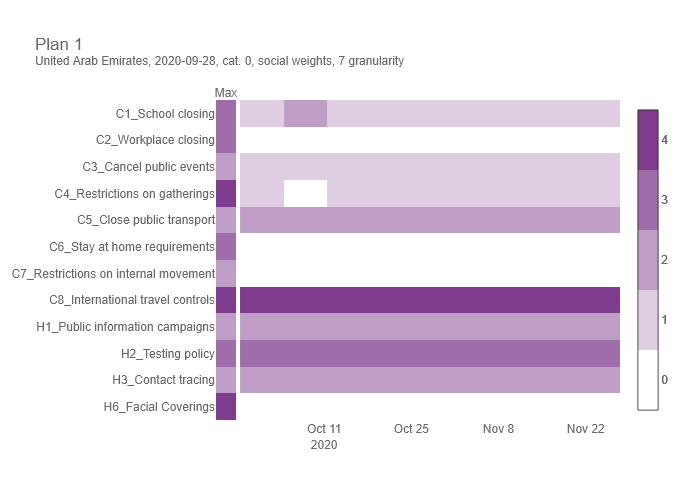 Plan 1
United Arab Emirates, 2020-09-28, cat. 0, social weights, 7 granularity
Max
C1_School closing
C2_Workplace closing
C3_Cancel public events
C4_Restrictions on gatherings
C5_Close public transport
C6_Stay at home requirements
C7_Restrictions on internal movement
C8_International travel controls
H1_Public information campaigns
H2_Testing policy
H3_Contact tracing
H6_Facial Coverings
4
3
2
1
0
Oct 11 Oct 25 Nov 8 Nov 22
2020